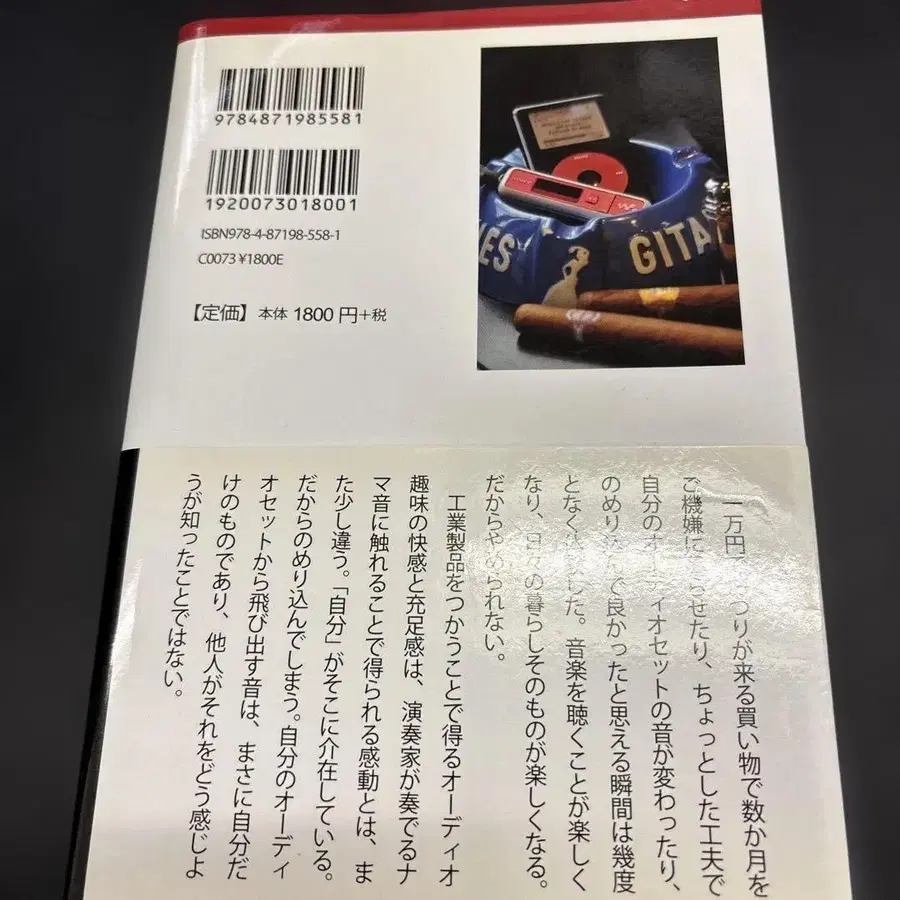 9784871985581
1920073018001
ISBN978-4-87198-558-1
C0073 ¥1800E
【定価】 本体 1800 円+税
GITA
ES
一万円でおつりが来る買い物で数か月を
ご機嫌に らせたり、ちょっとした工夫で
自分のオーディオセットの音が変わったり、
のめり込んで良かったと思える瞬間は幾度
となく した。音楽を聴くことが楽しく
なり、日々の暮らしそのものが楽しくなる。
だからやめられない。
工業製品をつかうことで得るオーディオ
趣味の快感と充足感は、演奏家が奏でるナ
マ音に触れることで得られる感動とは、ま
た少し違う。「自分」がそこに介在している。
だからのめり込んでしまう。自分のオーディ
オセットから飛び出す音は、まさに自分だ
けのものであり、他人がそれをどう感じよ
うが知ったことではない。